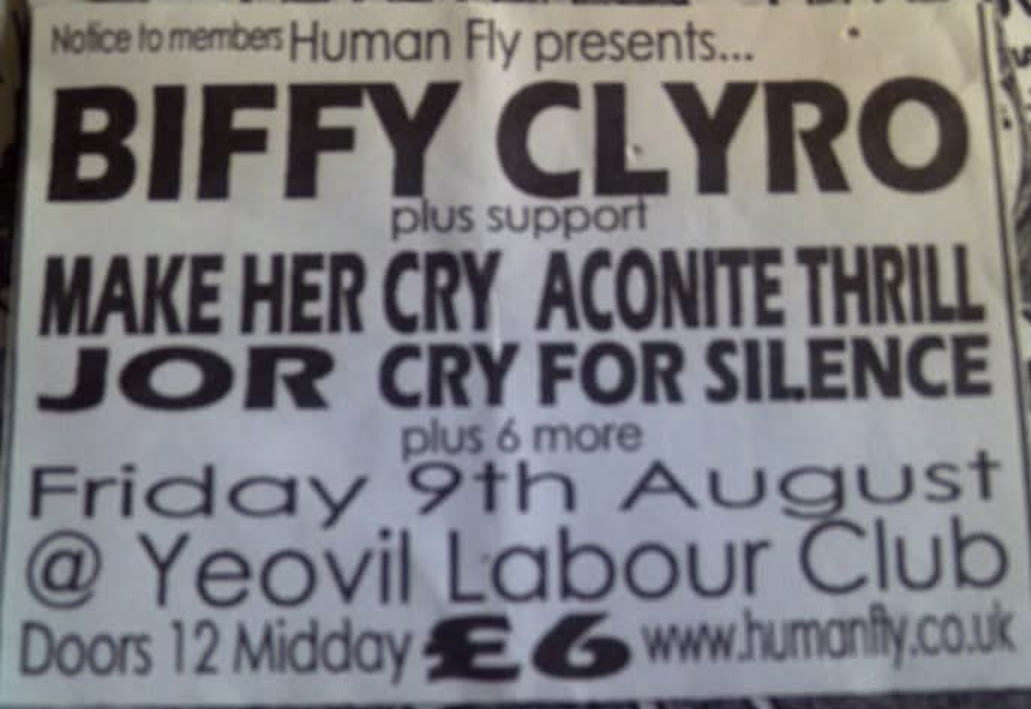 Notice to members Human Fly presents...
BIFFY CLYRO
plus support
MAKE HER CRY ACONITE THRILL
JOR CRY FOR SILENCE
plus 6 more
Friday 9th August
@ Yeovil Labour Club
Doors 12 Midday £6 www.humanfly.co.uk